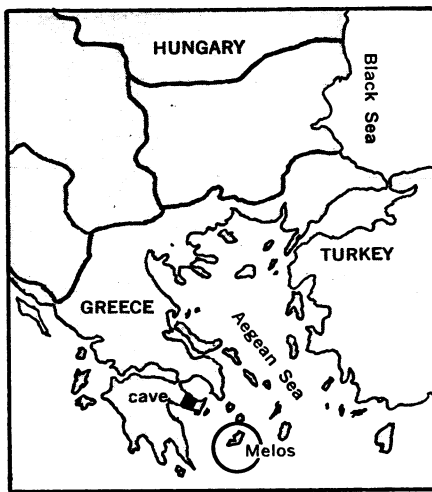 HUNGARY
Black Sea
TURKEY
GREECE
Aegean Sea
cave
Melos